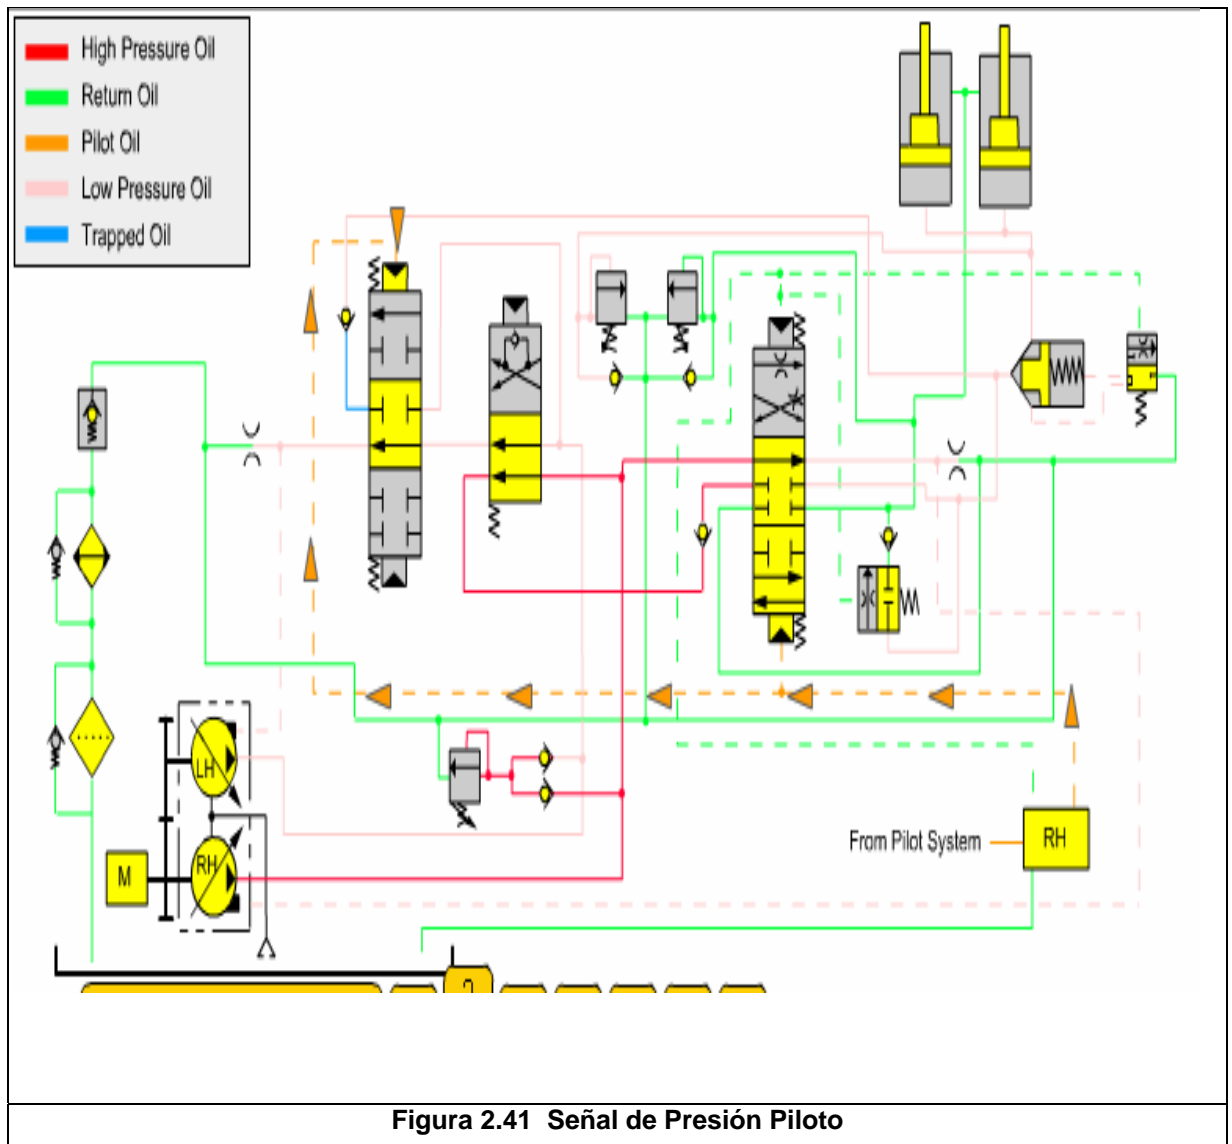 High Pressure Oil
Return Oil
Pilot Oil
Low Pressure Oil
Trapped Oil
LH
RH
M
From Pilot System
RH
Figura 2.41 Señal de Presión Piloto